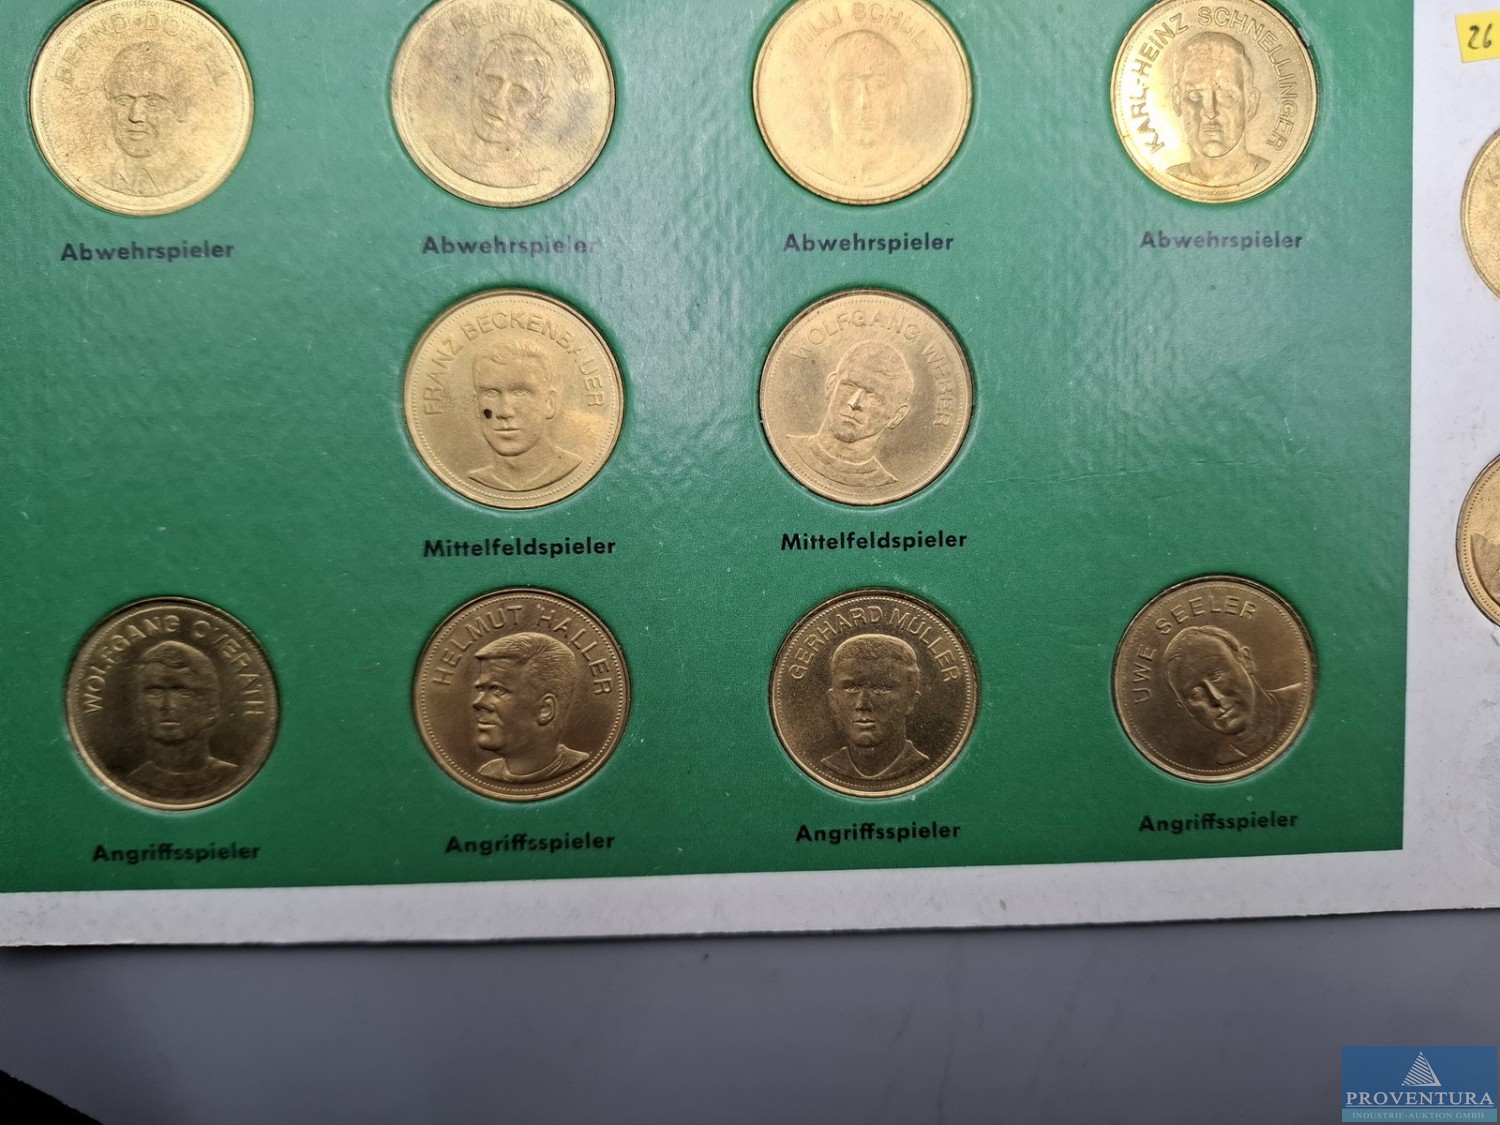 BERND DÖRFEL
WILLI SCHULZ
KARL-HEINZ SCHNELLINGER
26
Abwehrspieler
Abwehrspieler
Abwehrspieler
Abwehrspieler
FRANZ BECKENBAUER
WOLFGANG WEBER
Mittelfeldspieler
Mittelfeldspieler
WOLFGANG OVERATH
HELMUT HALLER
GERHARD MÜLLER
UWE SEELER
Angriffsspieler
Angriffsspieler
Angriffsspieler
Angriffsspieler
PROVENTURA
INDUSTRIE-AUKTION GMBH